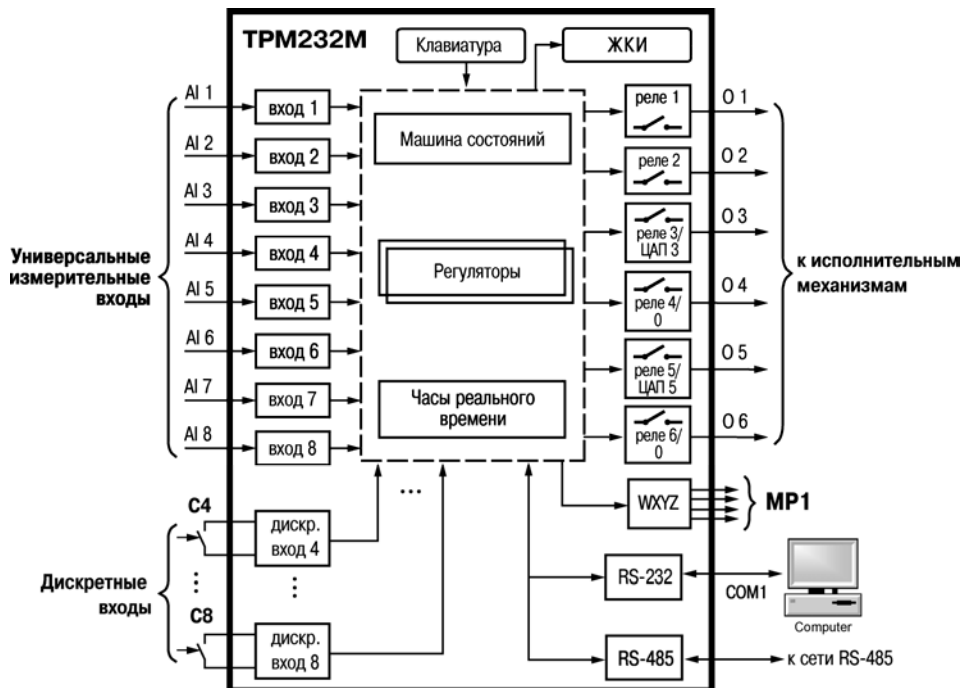 ТРМ232М
Клавиатура
ЖКИ
AI 1
AI 2
AI 3
AI 4
AI 5
AI 6
AI 7
AI 8
Универсальные
измерительные
входы
вход 1
вход 2
вход 3
вход 4
вход 5
вход 6
вход 7
вход 8
Машина состояний
Регуляторы
Часы реального
времени
реле 1
реле 2
реле 3/
ЦАП 3
реле 4/
0
реле 5/
ЦАП 5
реле 6/
0
O 1
O 2
O 3
O 4
O 5
O 6
к исполнительным
механизмам
...
WXYZ
MP1
C4
дискр.
вход 4
Дискретные
входы
C8
дискр.
вход 8
RS-232
COM1
Computer
RS-485
к сети RS-485